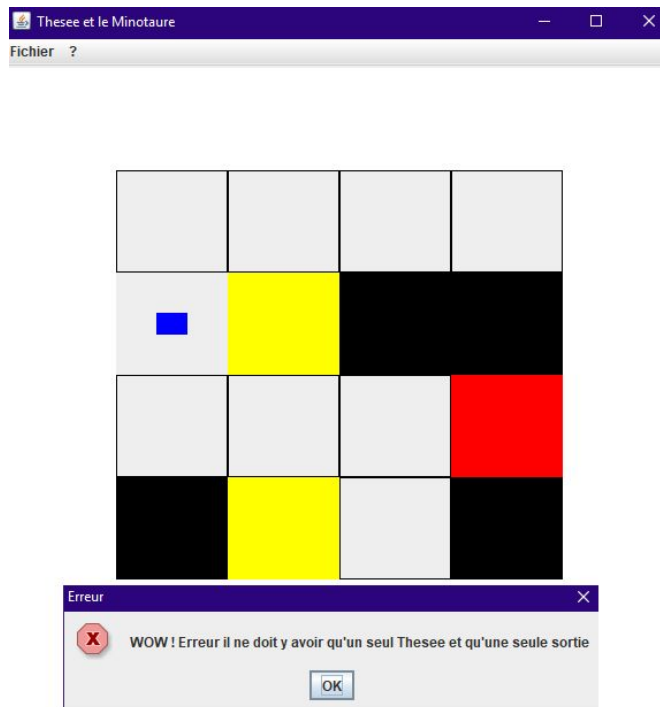 Thesee et le Minotaure
Fichier ?
Erreur
WOW ! Erreur il ne doit y avoir qu'un seul Thesee et qu'une seule sortie
OK